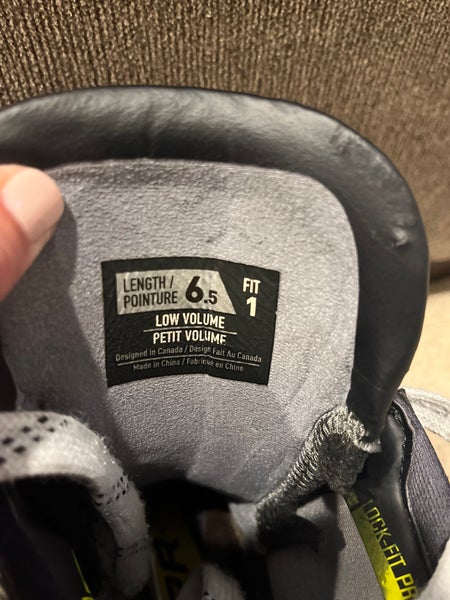 LENGTH / POINTURE 6.5
FIT 1
LOW VOLUME
PETIT VOLUME
Designed in Canada / Design Fait Au Canada
Made in China / Fabriqué en Chine
LOCK-FIT PR